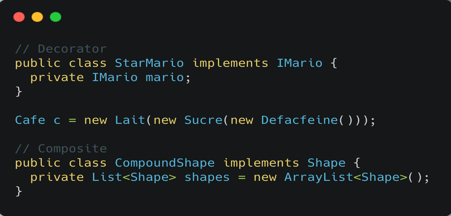 // Decorator
public class StarMario implements IMario {
  private IMario mario;
}
Cafe c = new Lait(new Sucre(new Defacfeine()));
// Composite
public class CompoundShape implements Shape {
  private List<Shape> shapes = new ArrayList<Shape>();
}